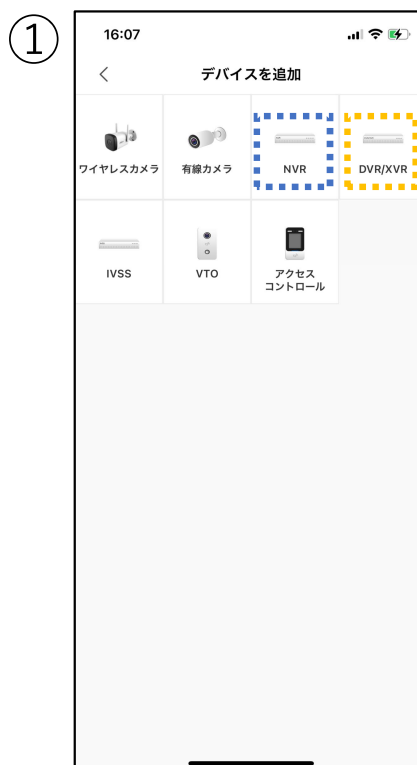 ①
16:07
デバイスを追加
ワイヤレスカメラ
有線カメラ
NVR
DVR/XVR
IVSS
VTO
アクセス
コントロール